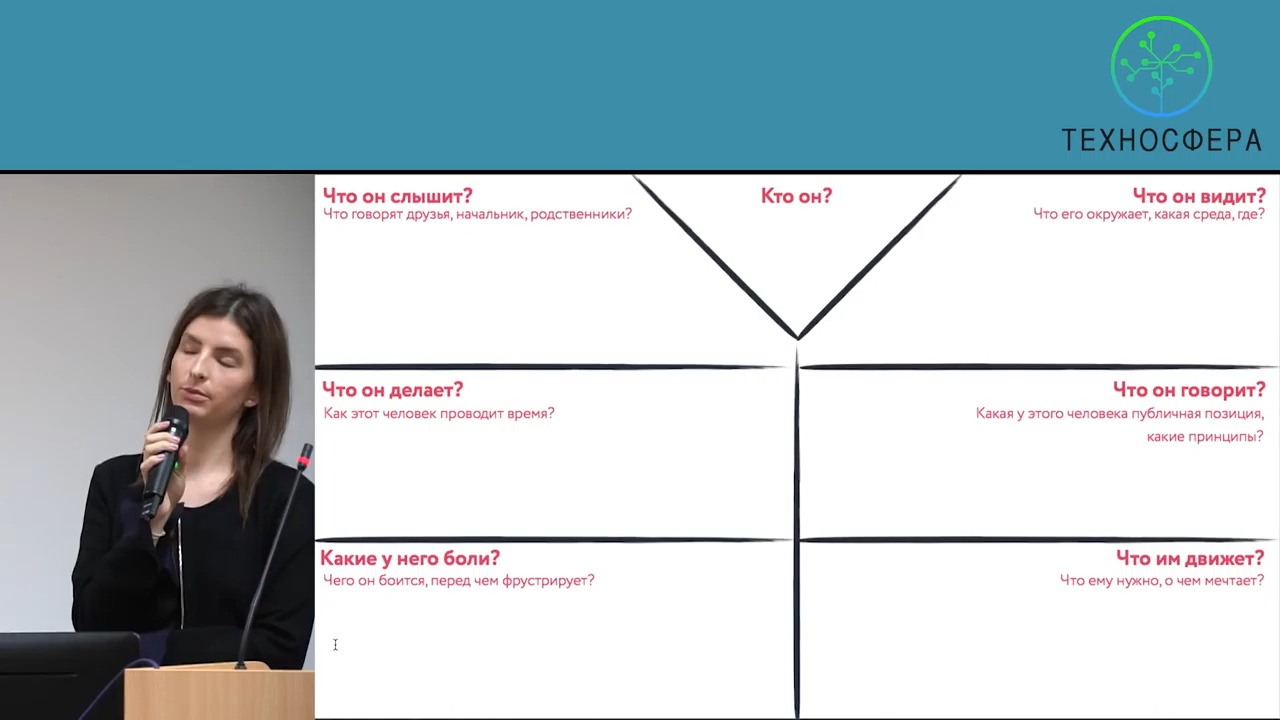 ТЕХНОСФЕРА
Что он слышит?
Что говорят друзья, начальник, родственники?
Кто он?
Что он видит?
Что его окружает, какая среда, где?
Что он делает?
Как этот человек проводит время?
Что он говорит?
Какая у этого человека публичная позиция,
какие принципы?
Какие у него боли?
Чего он боится, перед чем фрустрирует?
Что им движет?
Что ему нужно, о чем мечтает?